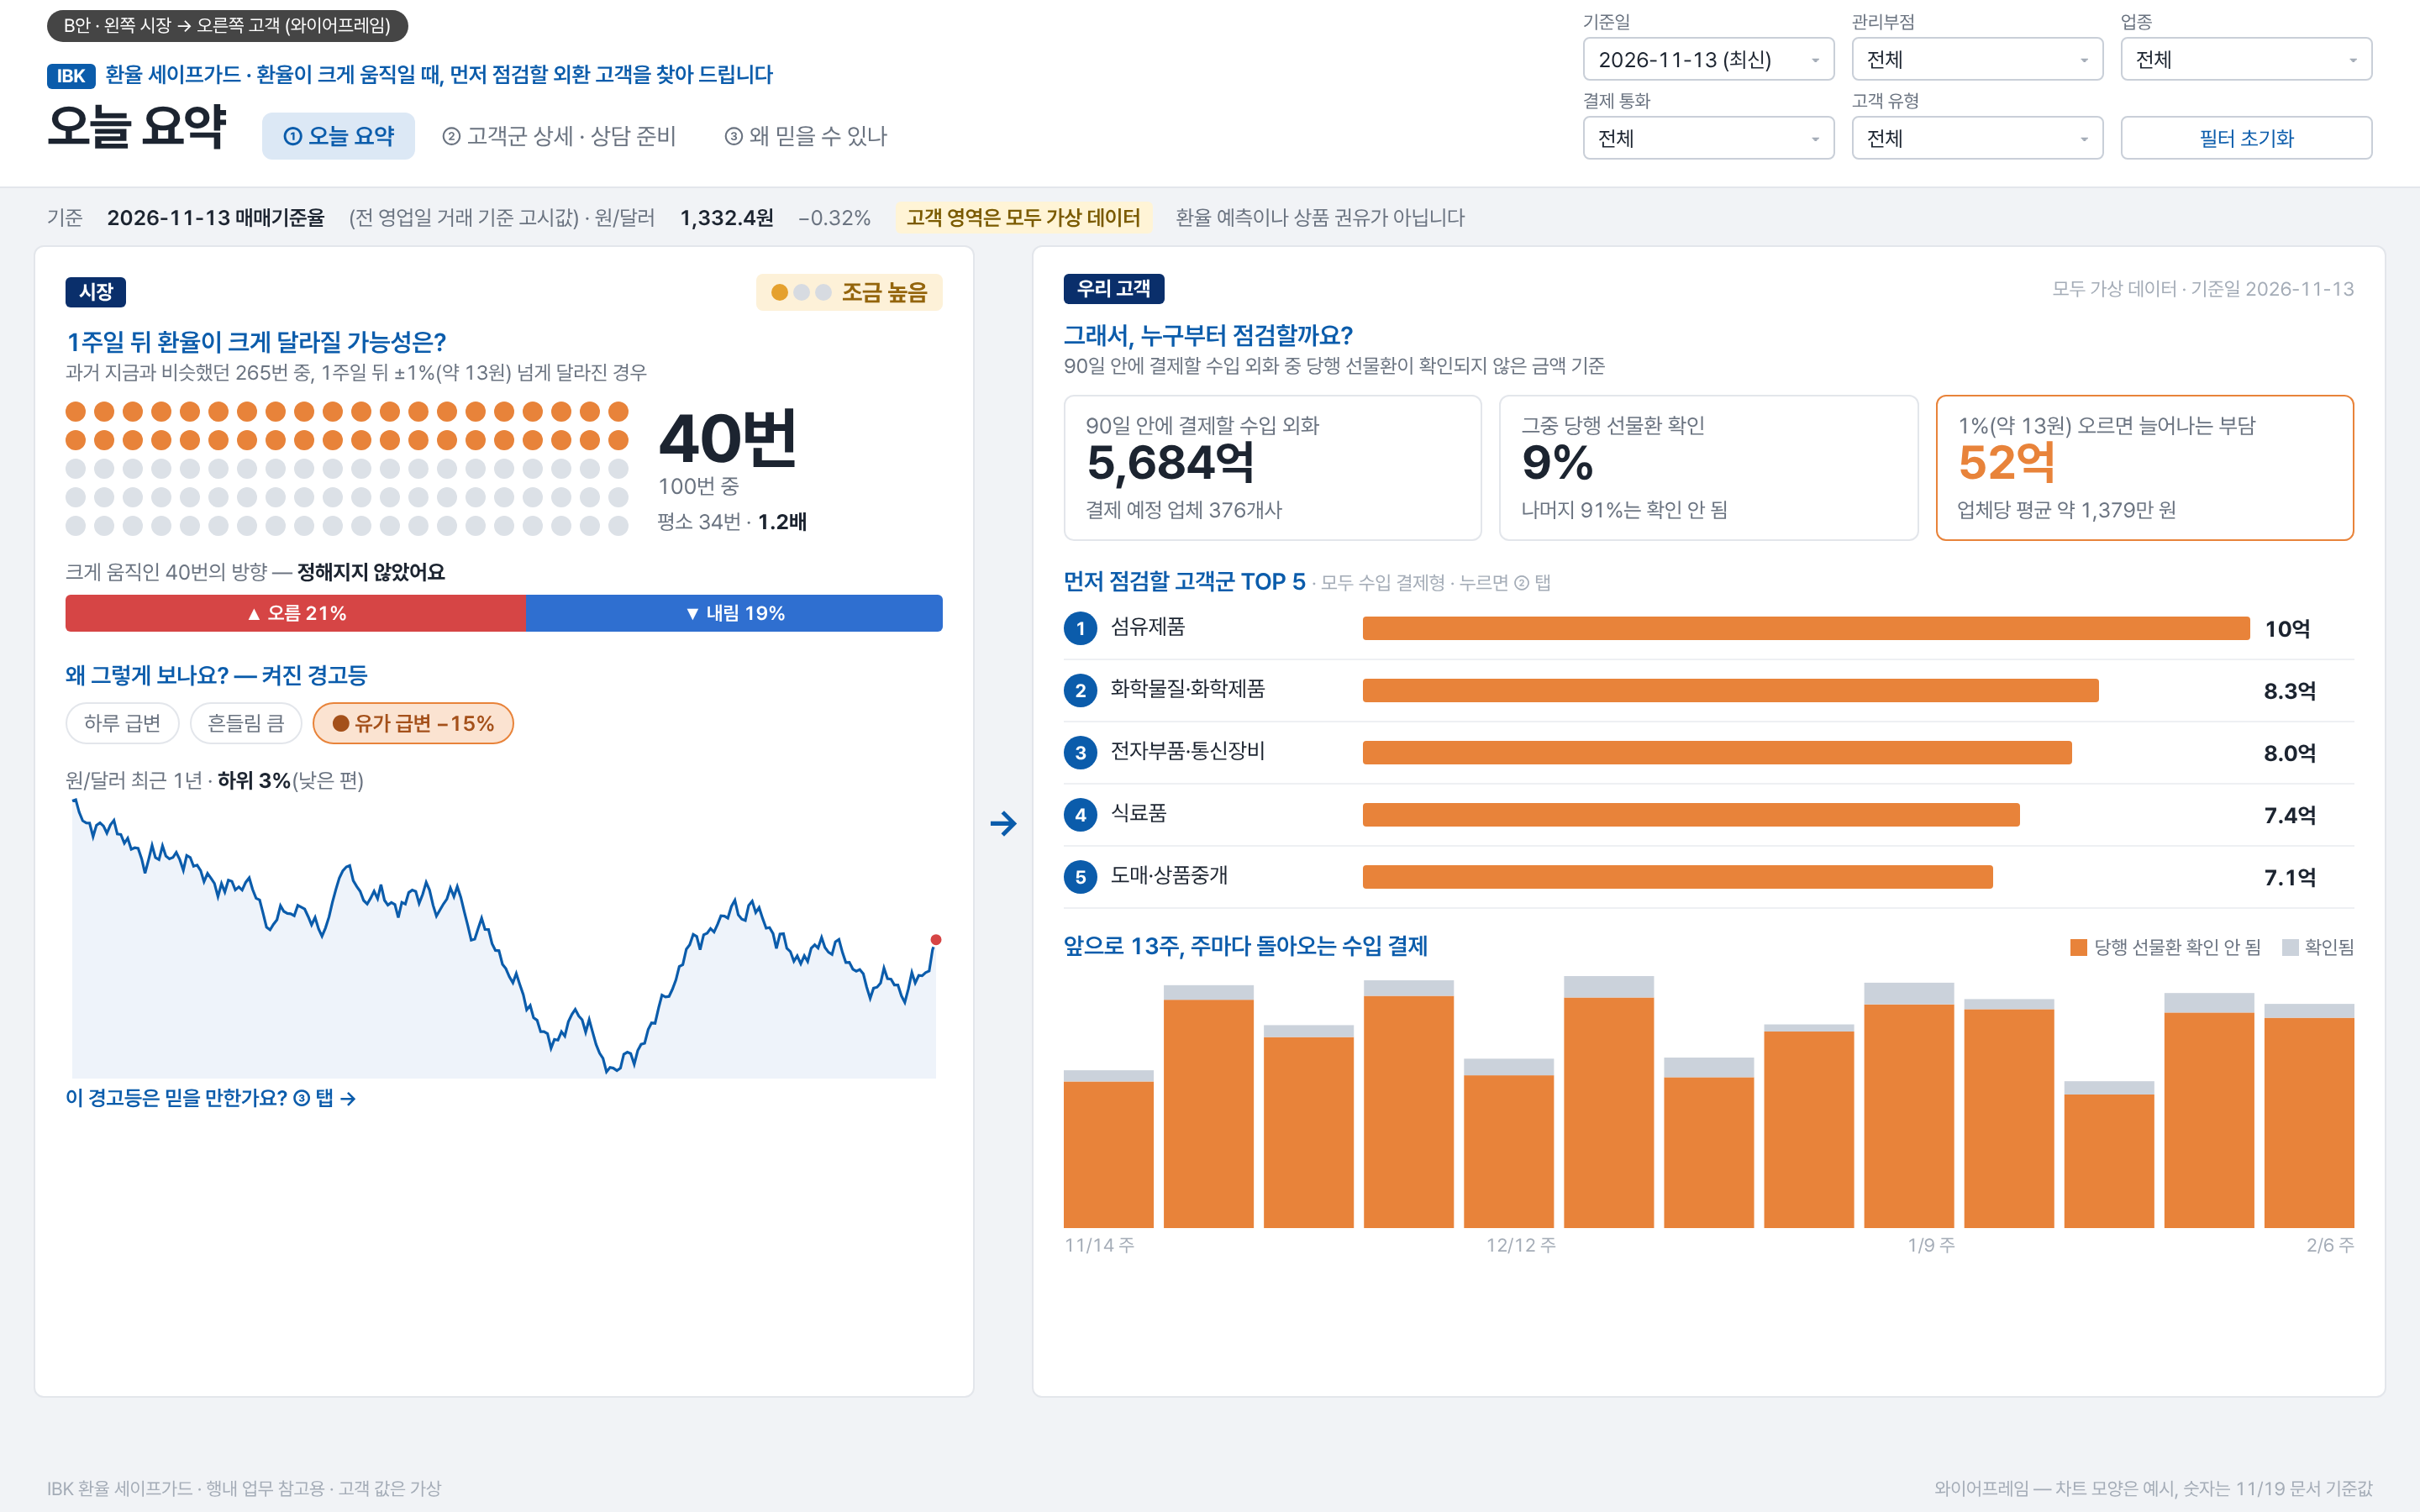 B안 · 왼쪽 시장 → 오른쪽 고객 (와이어프레임)
IBK 환율 세이프가드 · 환율이 크게 움직일 때, 먼저 점검할 외환 고객을 찾아 드립니다
오늘 요약
① 오늘 요약
② 고객군 상세 · 상담 준비
③ 왜 믿을 수 있나
기준일
2026-11-13 (최신)
관리부점
전체
업종
전체
결제 통화
전체
고객 유형
전체
필터 초기화
기준 2026-11-13 매매기준율 (전 영업일 거래 기준 고시값) · 원/달러 1,332.4원 −0.32% 고객 영역은 모두 가상 데이터 환율 예측이나 상품 권유가 아닙니다
시장
조금 높음
1주일 뒤 환율이 크게 달라질 가능성은?
과거 지금과 비슷했던 265번 중, 1주일 뒤 ±1%(약 13원) 넘게 달라진 경우
40번
100번 중
평소 34번 · 1.2배
크게 움직인 40번의 방향 — 정해지지 않았어요
▲ 오름 21%
▼ 내림 19%
왜 그렇게 보나요? — 켜진 경고등
하루 급변
흔들림 큼
유가 급변 −15%
원/달러 최근 1년 · 하위 3%(낮은 편)
이 경고등은 믿을 만한가요? ③ 탭 →
→
우리 고객
모두 가상 데이터 · 기준일 2026-11-13
그래서, 누구부터 점검할까요?
90일 안에 결제할 수입 외화 중 당행 선물환이 확인되지 않은 금액 기준
90일 안에 결제할 수입 외화
5,684억
결제 예정 업체 376개사
그중 당행 선물환 확인
9%
나머지 91%는 확인 안 됨
1%(약 13원) 오르면 늘어나는 부담
52억
업체당 평균 약 1,379만 원
먼저 점검할 고객군 TOP 5 · 모두 수입 결제형 · 누르면 ② 탭
1 섬유제품 10억
2 화학물질·화학제품 8.3억
3 전자부품·통신장비 8.0억
4 식료품 7.4억
5 도매·상품중개 7.1억
앞으로 13주, 주마다 돌아오는 수입 결제
당행 선물환 확인 안 됨
확인됨
11/14 주
12/12 주
1/9 주
2/6 주
IBK 환율 세이프가드 · 행내 업무 참고용 · 고객 값은 가상
와이어프레임 — 차트 모양은 예시, 숫자는 11/19 문서 기준값